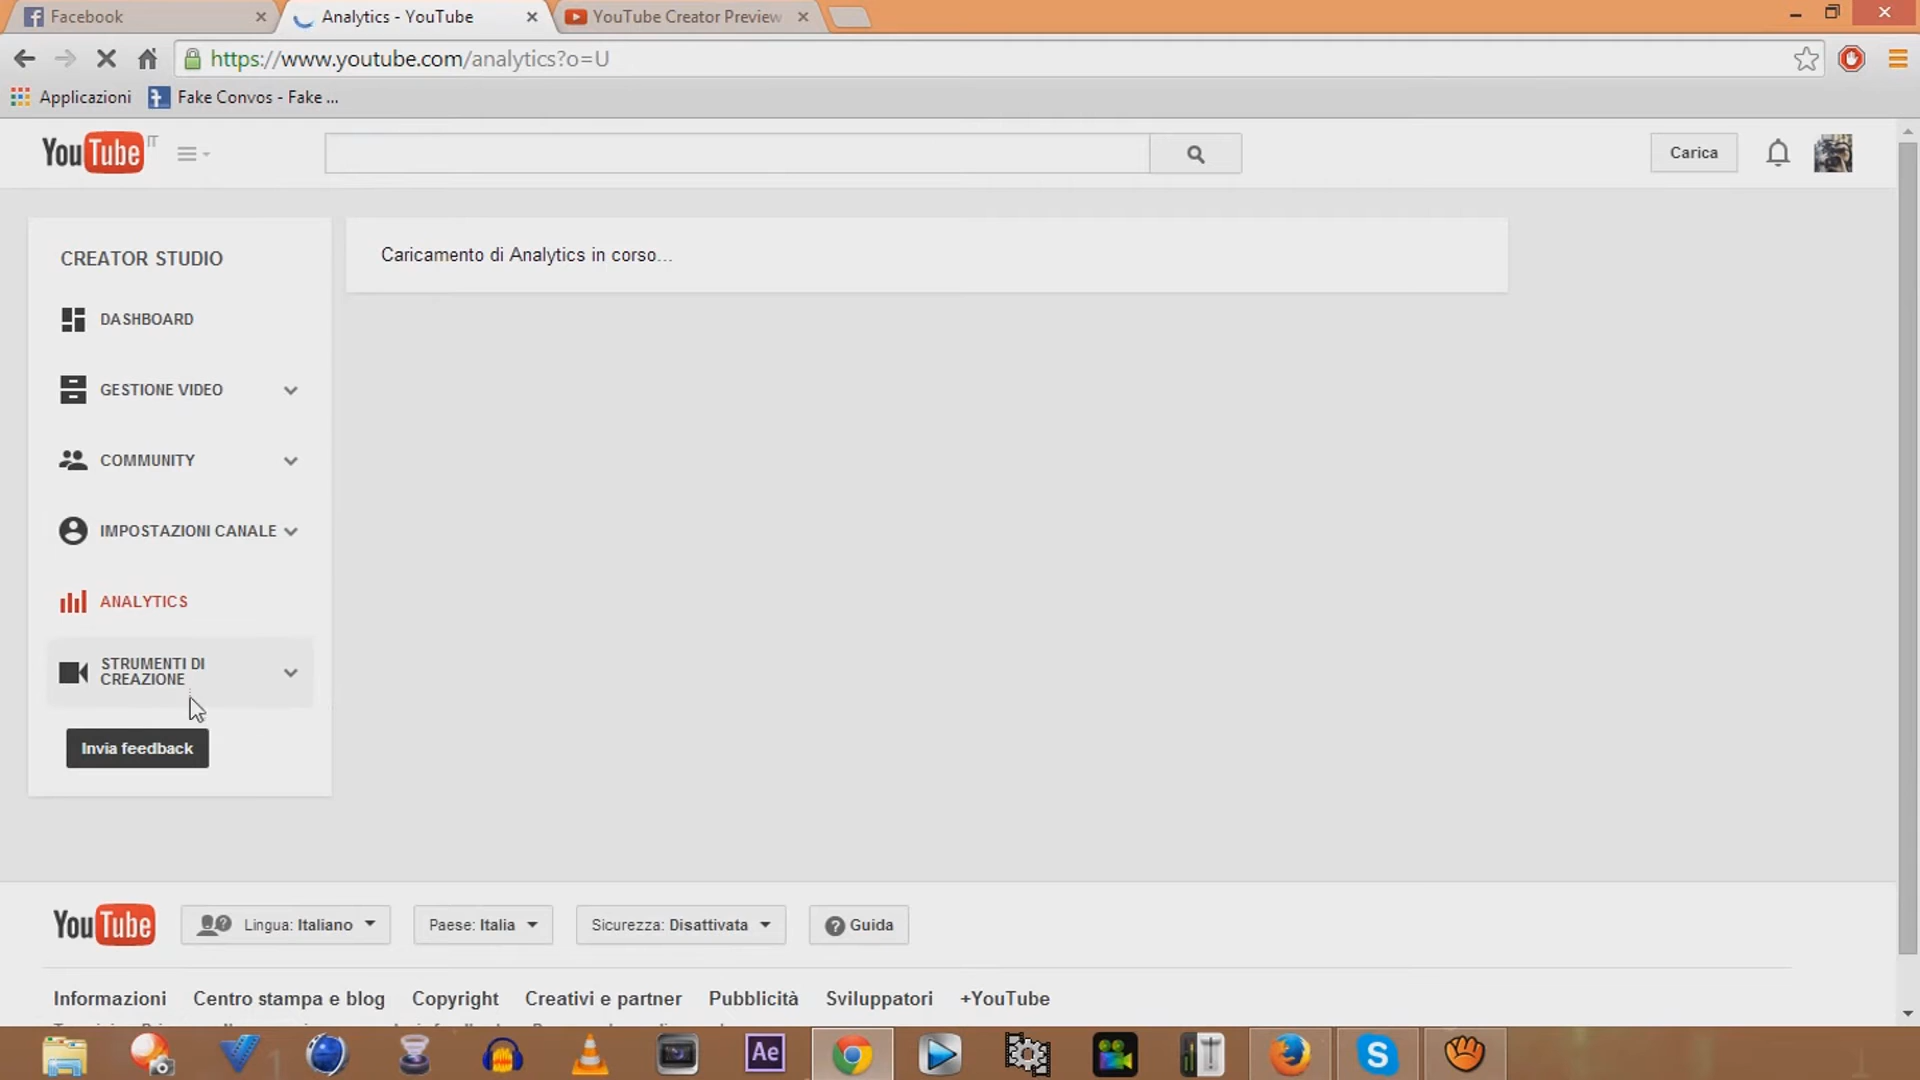 Facebook
Analytics - YouTube
YouTube Creator Preview
https://www.youtube.com/analytics?o=U
Applicazioni
Fake Convos - Fake ...
YouTube IT
Carica
CREATOR STUDIO
Caricamento di Analytics in corso...
DASHBOARD
GESTIONE VIDEO
COMMUNITY
IMPOSTAZIONI CANALE
ANALYTICS
STRUMENTI DI
CREAZIONE
Invia feedback
YouTube
Lingua: Italiano
Paese: Italia
Sicurezza: Disattivata
Guida
Informazioni
Centro stampa e blog
Copyright
Creativi e partner
Pubblicità
Sviluppatori
+YouTube
Ae